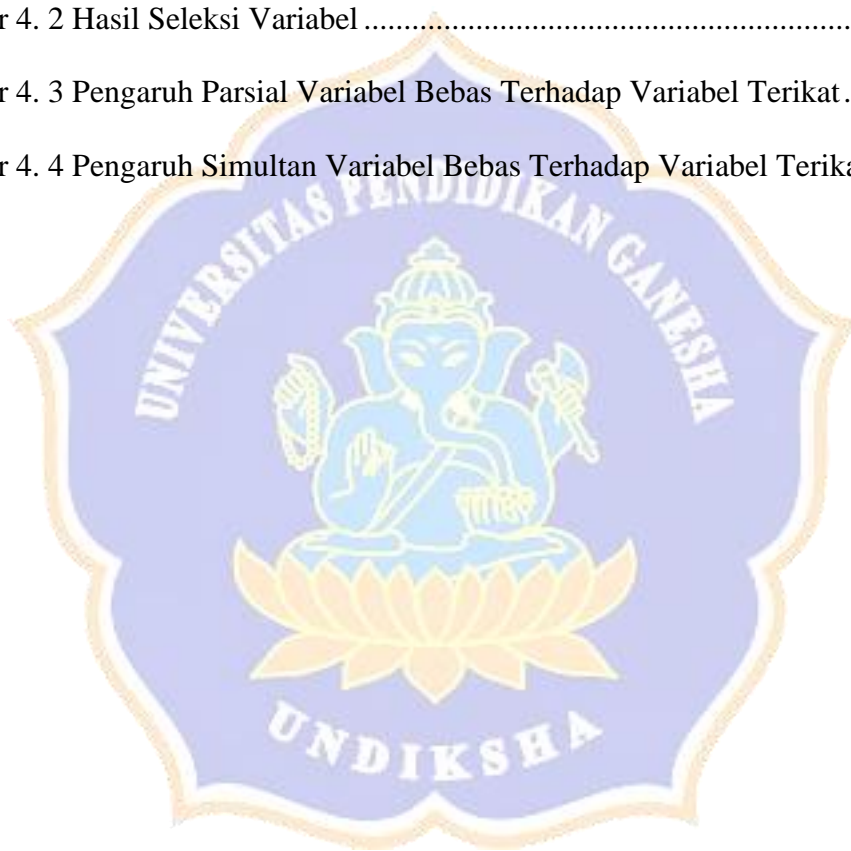 r 4. 2 Hasil Seleksi Variabel ............................................................
r 4. 3 Pengaruh Parsial Variabel Bebas Terhadap Variabel Terikat .
r 4. 4 Pengaruh Simultan Variabel Bebas Terhadap Variabel Terika
UNIVERSITAS PENDIDIKAN GANESHA
UNDIKSHA